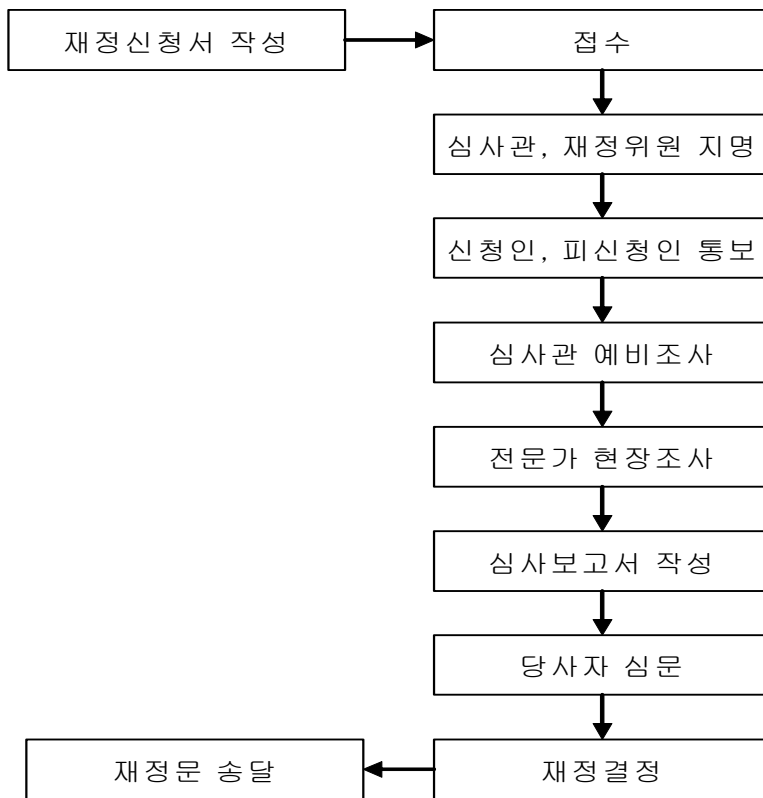 재정신청서 작성
접수
심사관, 재정위원 지명
신청인, 피신청인 통보
심사관 예비조사
전문가 현장조사
심사보고서 작성
당사자 심문
재정결정
재정문 송달